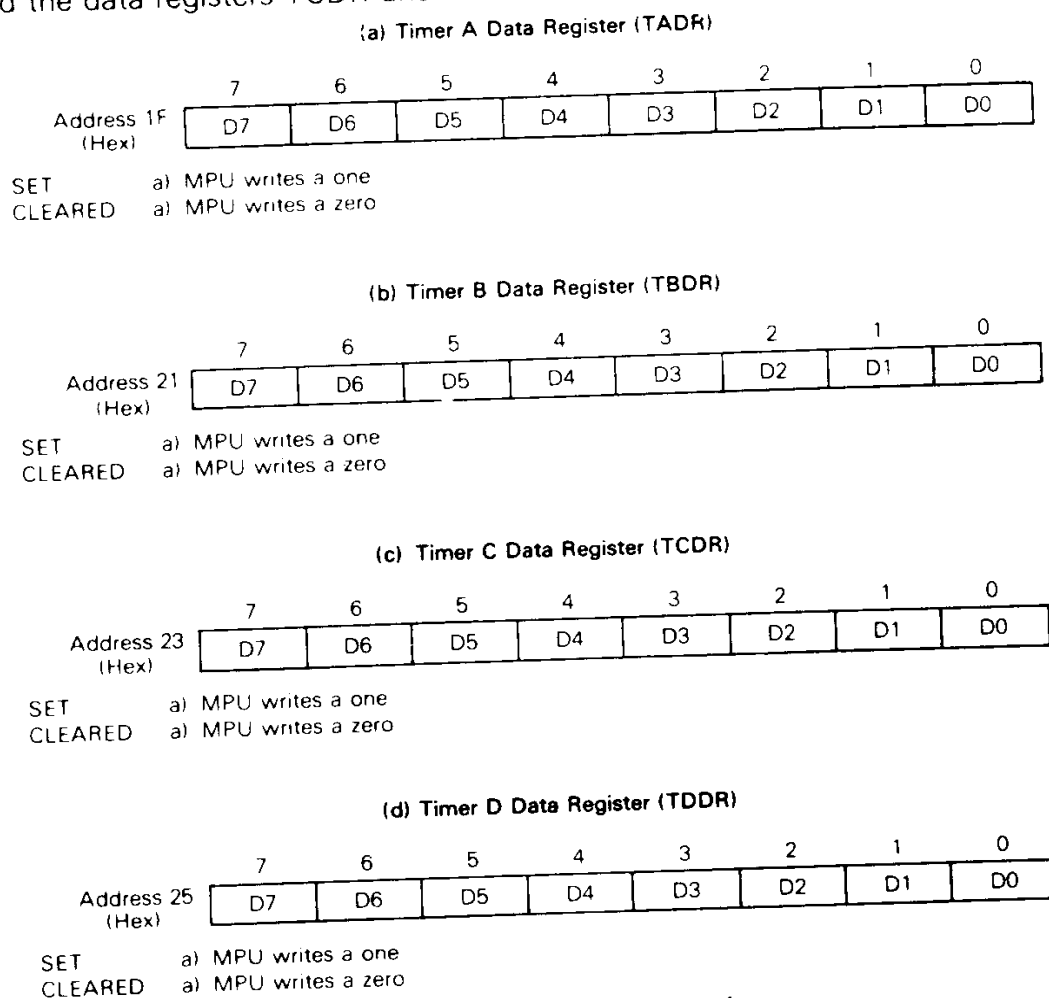 the data registers TCDR
(a) Timer A Data Register (TADR)
7 6 5 4 3 2 1 0
Address 1F D7 D6 D5 D4 D3 D2 D1 D0
(Hex)
SET a) MPU writes a one
CLEARED a) MPU writes a zero
(b) Timer B Data Register (TBDR)
7 6 5 4 3 2 1 0
Address 21 D7 D6 D5 D4 D3 D2 D1 D0
(Hex)
SET a) MPU writes a one
CLEARED a) MPU writes a zero
(c) Timer C Data Register (TCDR)
7 6 5 4 3 2 1 0
Address 23 D7 D6 D5 D4 D3 D2 D1 D0
(Hex)
SET a) MPU writes a one
CLEARED a) MPU writes a zero
(d) Timer D Data Register (TDDR)
7 6 5 4 3 2 1 0
Address 25 D7 D6 D5 D4 D3 D2 D1 D0
(Hex)
SET a) MPU writes a one
CLEARED a) MPU writes a zero